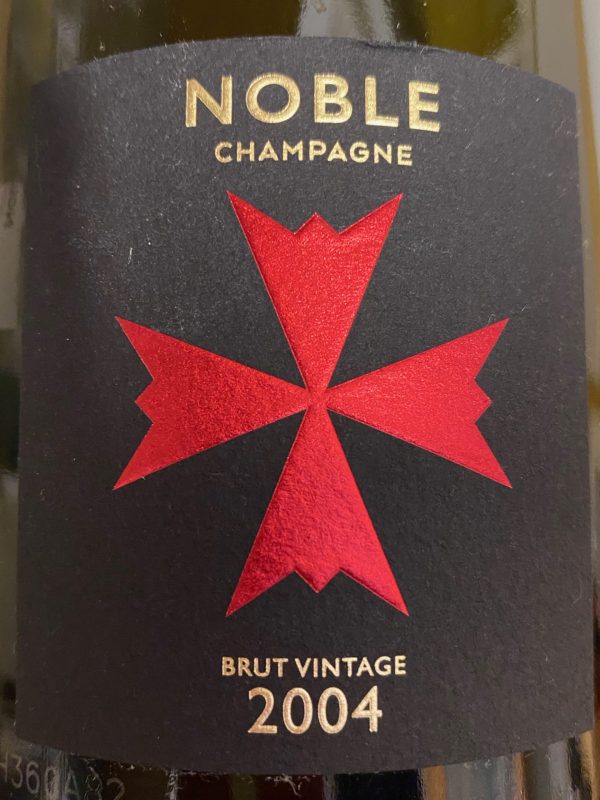 NOBLE
CHAMPAGNE
BRUT VINTAGE
2004